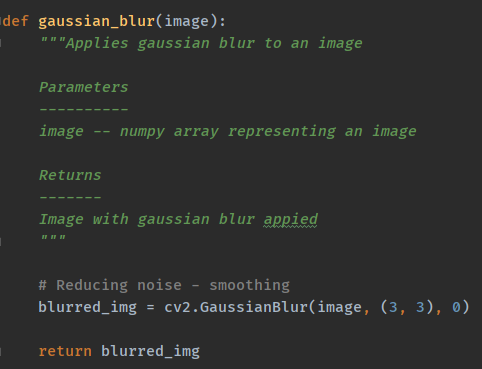 def gaussian_blur(image):
    """Applies gaussian blur to an image

    Parameters
    ----------
    image -- numpy array representing an image

    Returns
    -------
    Image with gaussian blur appied
    """

    # Reducing noise - smoothing
    blurred_img = cv2.GaussianBlur(image, (3, 3), 0)

    return blurred_img